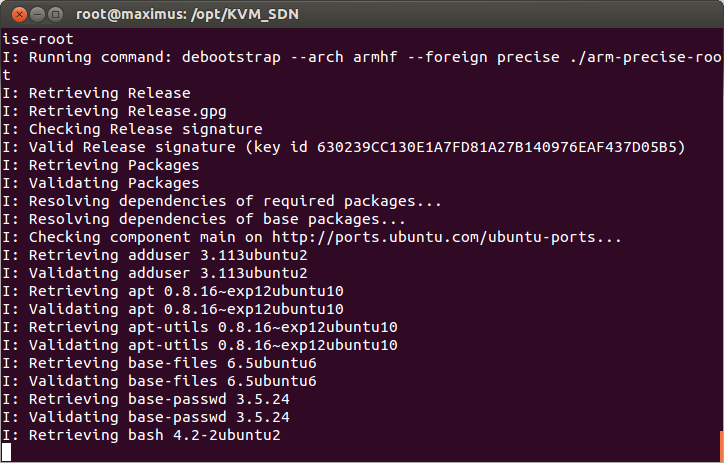 root@maximus: /opt/KVM_SDN
ise-root
I: Running command: debootstrap --arch armhf --foreign precise ./arm-precise-roo
t
I: Retrieving Release
I: Retrieving Release.gpg
I: Checking Release signature
I: Valid Release signature (key id 630239CC130E1A7FD81A27B140976EAF437D05B5)
I: Retrieving Packages
I: Validating Packages
I: Resolving dependencies of required packages...
I: Resolving dependencies of base packages...
I: Checking component main on http://ports.ubuntu.com/ubuntu-ports...
I: Retrieving adduser 3.113ubuntu2
I: Validating adduser 3.113ubuntu2
I: Retrieving apt 0.8.16~exp12ubuntu10
I: Validating apt 0.8.16~exp12ubuntu10
I: Retrieving apt-utils 0.8.16~exp12ubuntu10
I: Validating apt-utils 0.8.16~exp12ubuntu10
I: Retrieving base-files 6.5ubuntu6
I: Validating base-files 6.5ubuntu6
I: Retrieving base-passwd 3.5.24
I: Validating base-passwd 3.5.24
I: Retrieving bash 4.2-2ubuntu2